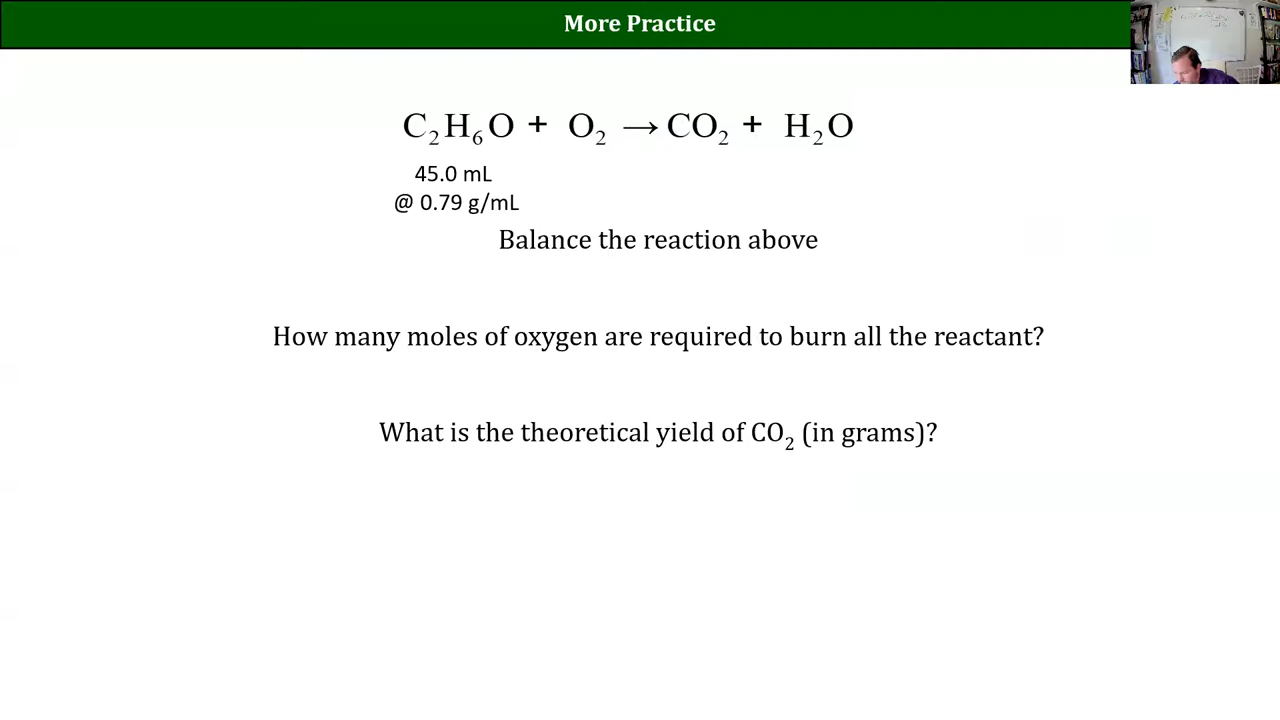 More Practice
C₂H₆O + O₂ → CO₂ + H₂O
45.0 mL
@ 0.79 g/mL
Balance the reaction above
How many moles of oxygen are required to burn all the reactant?
What is the theoretical yield of CO₂ (in grams)?